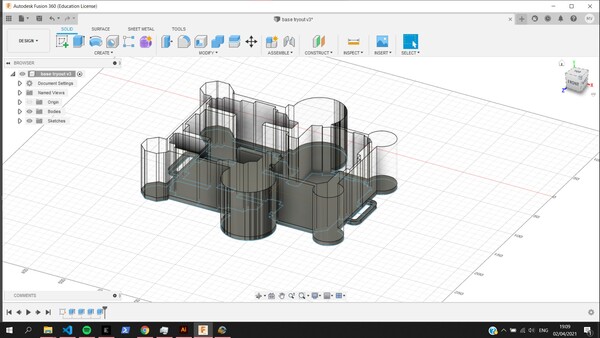 Autodesk Fusion 360 (Education License)
base tryout v3*
SOLID SURFACE SHEET METAL TOOLS
DESIGN
CREATE MODIFY ASSEMBLE CONSTRUCT INSPECT INSERT SELECT
BROWSER
base tryout v3
Document Settings
Named Views
Origin
Bodies
Sketches
COMMENTS
ENG
19:09
02/04/2021